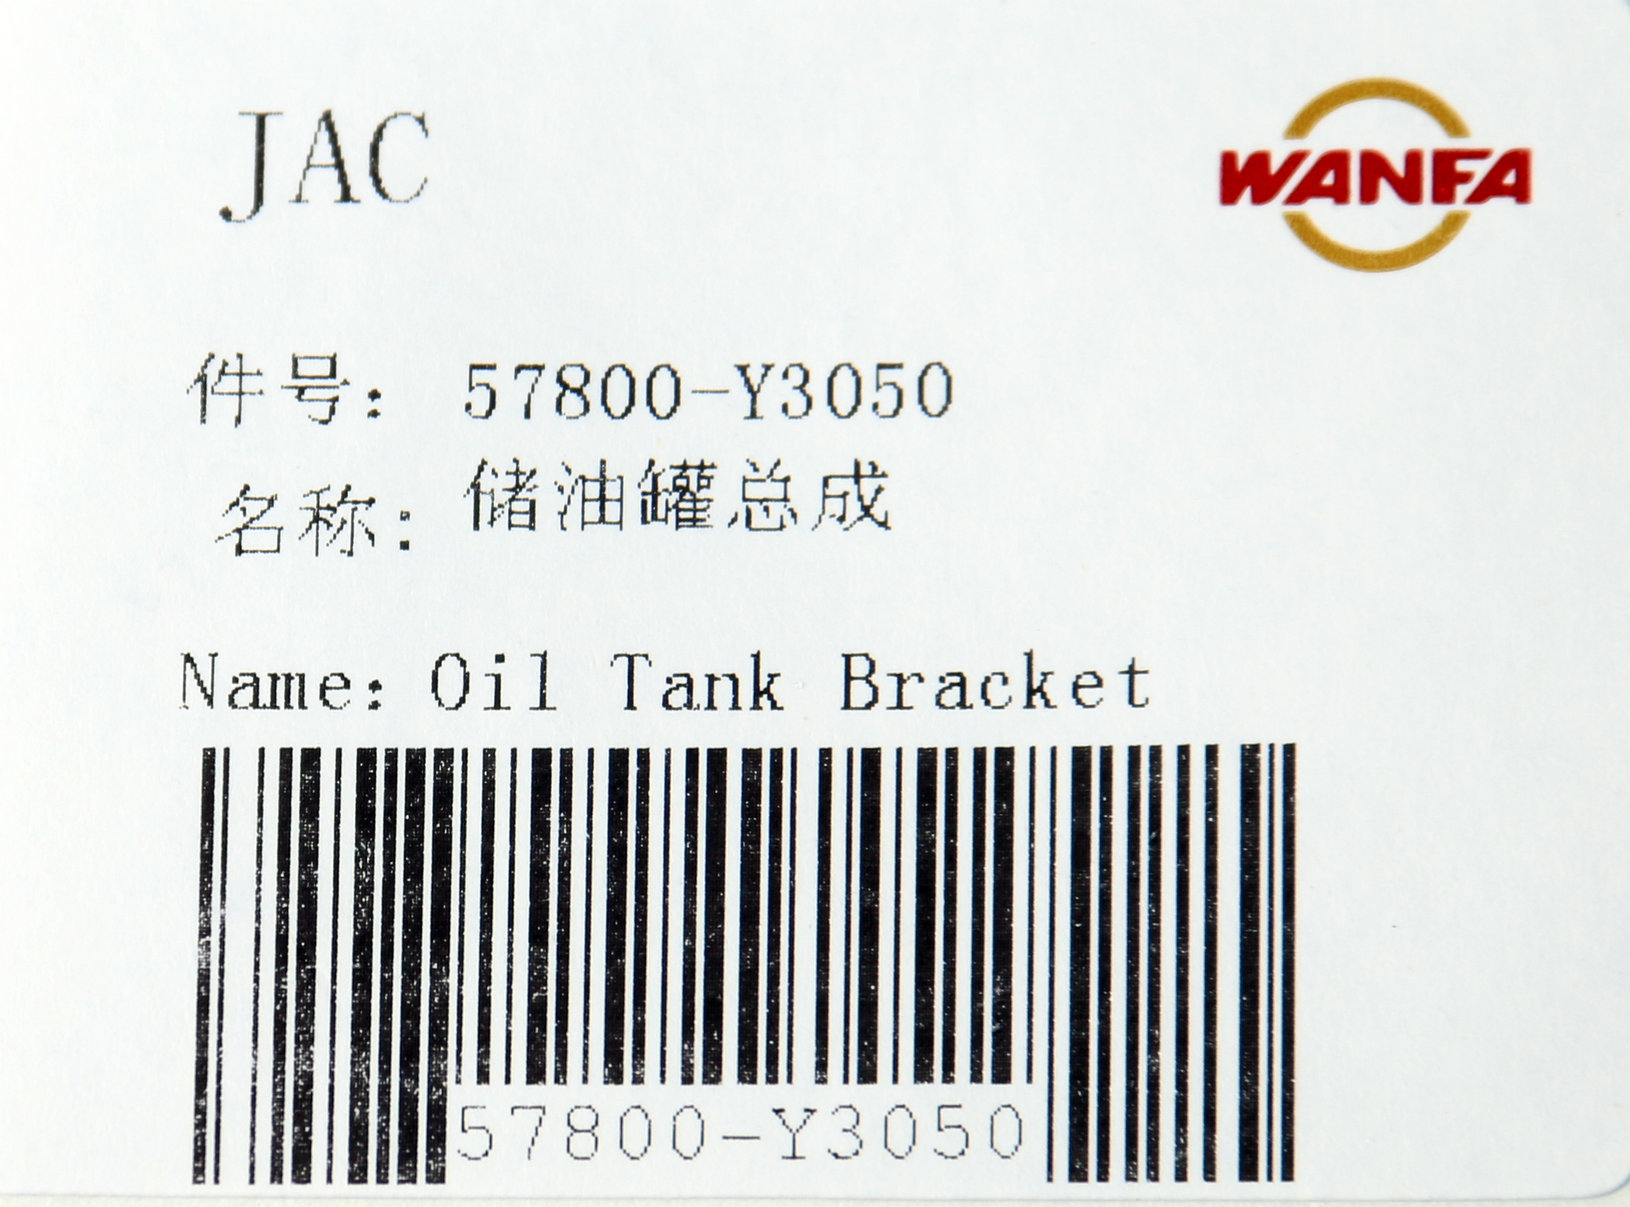 JAC
WANFA
件号: 57800-Y3050
名称: 储油罐总成
Name: Oil Tank Bracket
57800-Y3050